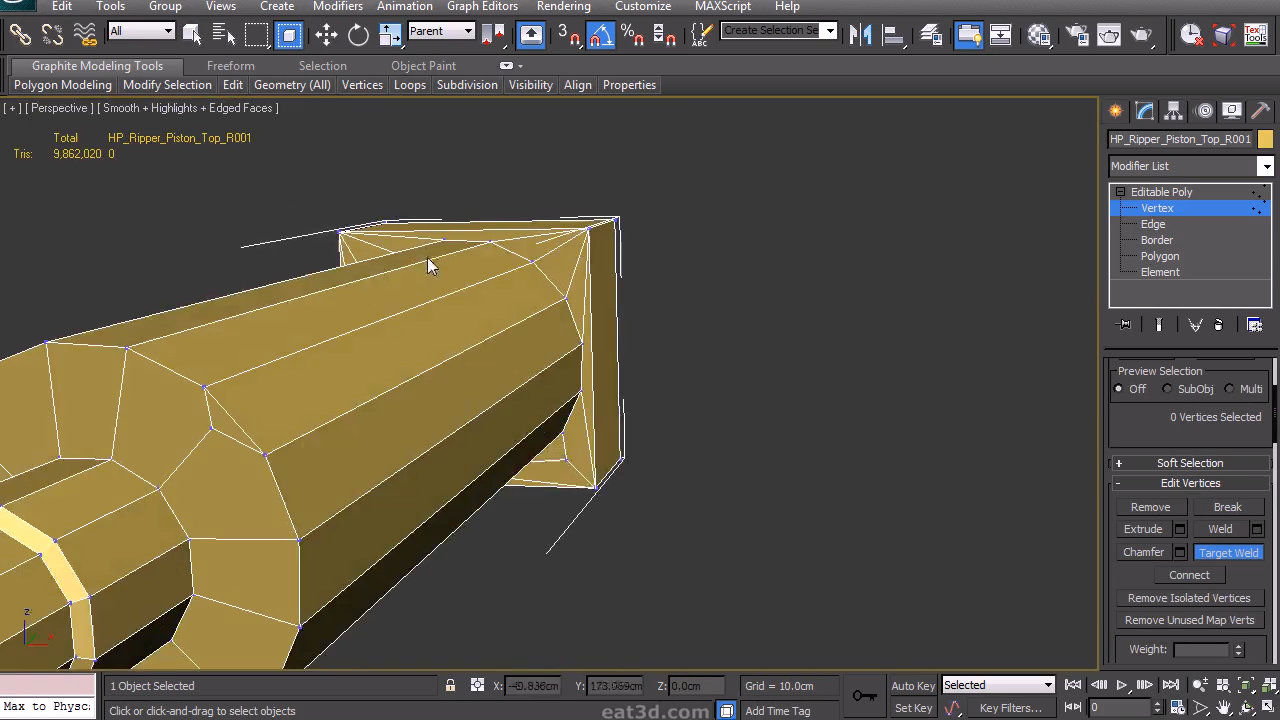 Edit Tools Group Views Create Modifiers Animation Graph Editors Rendering Customize MAXScript Help
All Parent 3 Create Selection Se
Graphite Modeling Tools Freeform Selection Object Paint
Polygon Modeling Modify Selection Edit Geometry (All) Vertices Loops Subdivision Visibility Align Properties
[ + ] [ Perspective ] [ Smooth + Highlights + Edged Faces ]
Total HP_Ripper_Piston_Top_R001
Tris: 9,862,020 0
HP_Ripper_Piston_Top_R001
Modifier List
Editable Poly
Vertex
Edge
Border
Polygon
Element
Preview Selection
Off SubObj Multi
0 Vertices Selected
+ Soft Selection
- Edit Vertices
Remove Break
Extrude Weld
Chamfer Target Weld
Connect
Remove Isolated Vertices
Remove Unused Map Verts
Weight:
z
1 Object Selected X: Y: Z: 0.0cm Grid = 10.0cm Auto Key Selected
Max to Physc Click or click-and-drag to select objects eat3d.com Add Time Tag Set Key Key Filters... 0